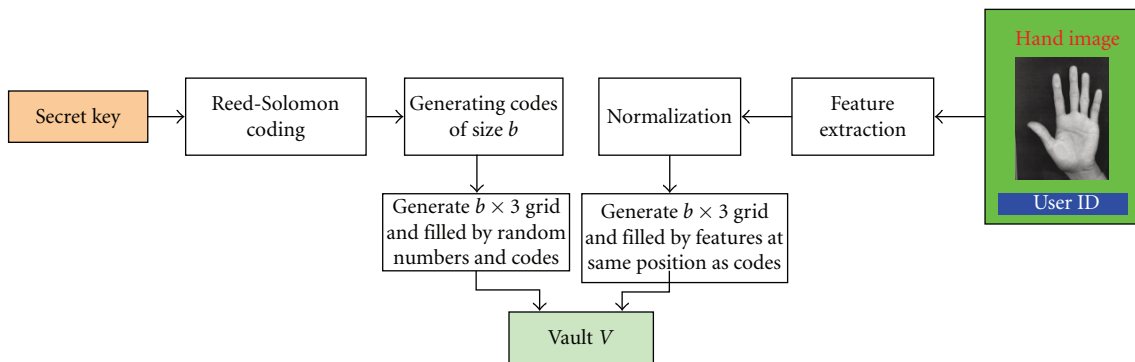 Secret key
Reed-Solomon
coding
Generating codes
of size b
Normalization
Feature
extraction
Hand image
User ID
Generate b × 3 grid
and filled by random
numbers and codes
Generate b × 3 grid
and filled by features at
same position as codes
Vault V